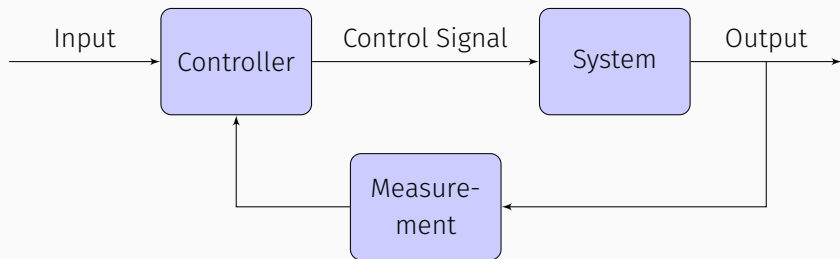 Input
Controller
Control Signal
System
Output
Measure-
ment